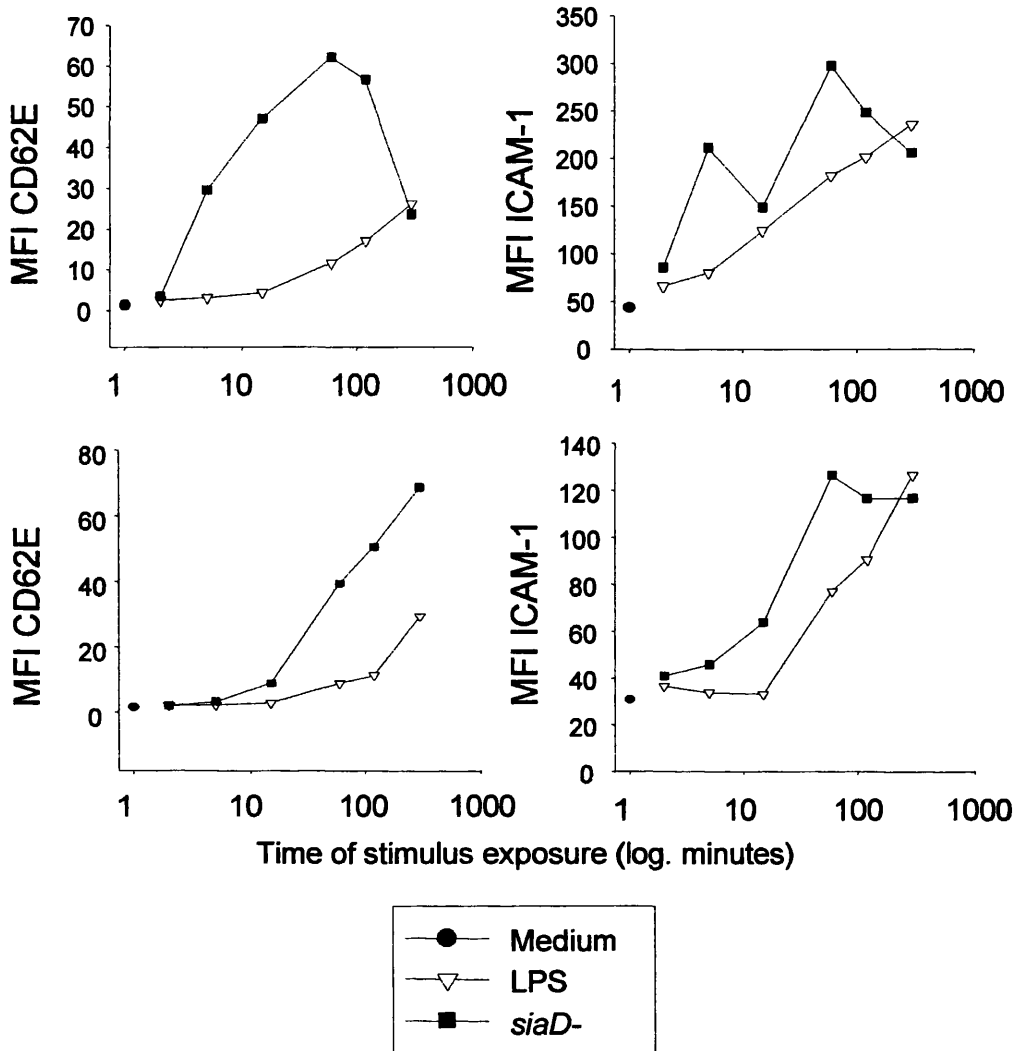 MFI CD62E
70
60
50
40
30
20
10
0
1 10 100 1000
MFI ICAM-1
350
300
250
200
150
100
50
0
1 10 100 1000
MFI CD62E
80
60
40
20
0
1 10 100 1000
MFI ICAM-1
140
120
100
80
60
40
20
0
1 10 100 1000
Time of stimulus exposure (log. minutes)
Medium
LPS
siaD-